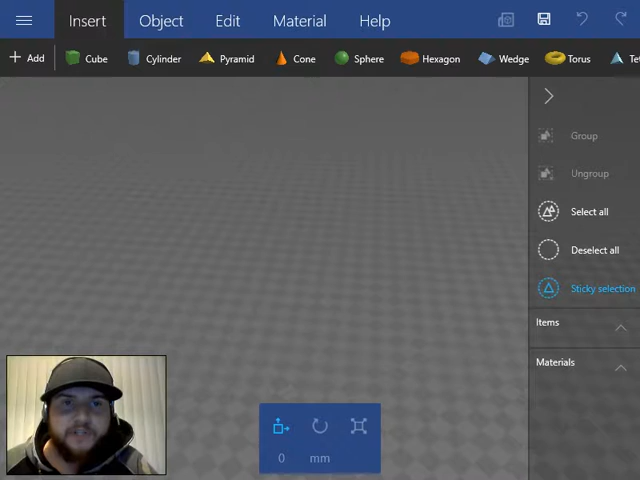 Insert Object Edit Material Help
Add Cube Cylinder Pyramid Cone Sphere Hexagon Wedge Torus Te
Group
Ungroup
Select all
Deselect all
Sticky selection
Items
Materials
0 mm